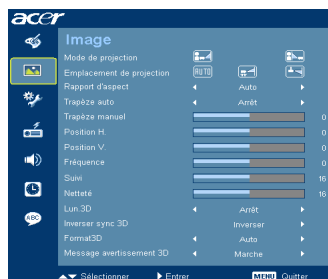 acer
Image
Mode de projection
Emplacement de projection AUTO
Rapport d'aspect Auto
Trapèze auto Arrêt
Trapèze manuel 0
Position H. 0
Position V. 0
Fréquence 0
Suivi 16
Netteté 16
Lun.3D Arrêt
Inverser sync 3D Inverser
Format3D Auto
Message avertissement 3D Marche
ABC
Sélectionner Entrer MENU Quitter